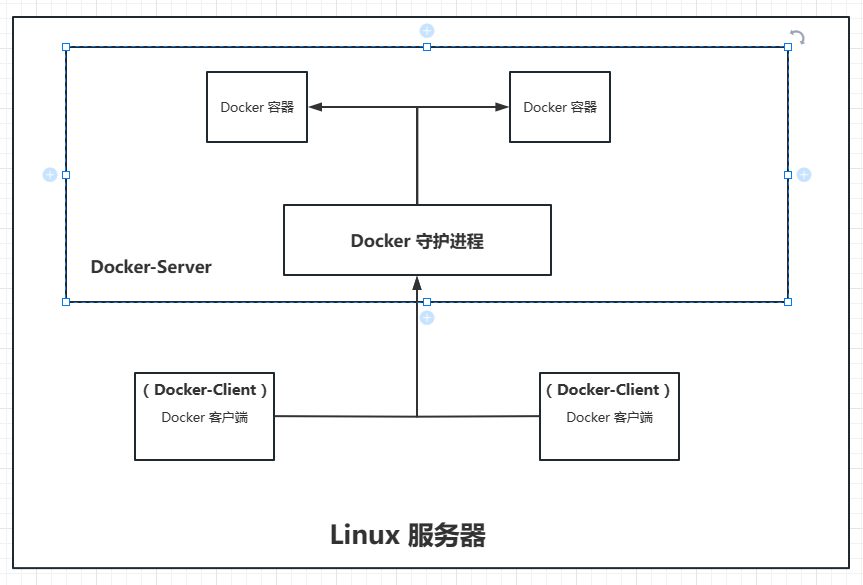 Docker 容器
Docker 容器
Docker 守护进程
Docker-Server
( Docker-Client )
Docker 客户端
( Docker-Client )
Docker 客户端
Linux 服务器